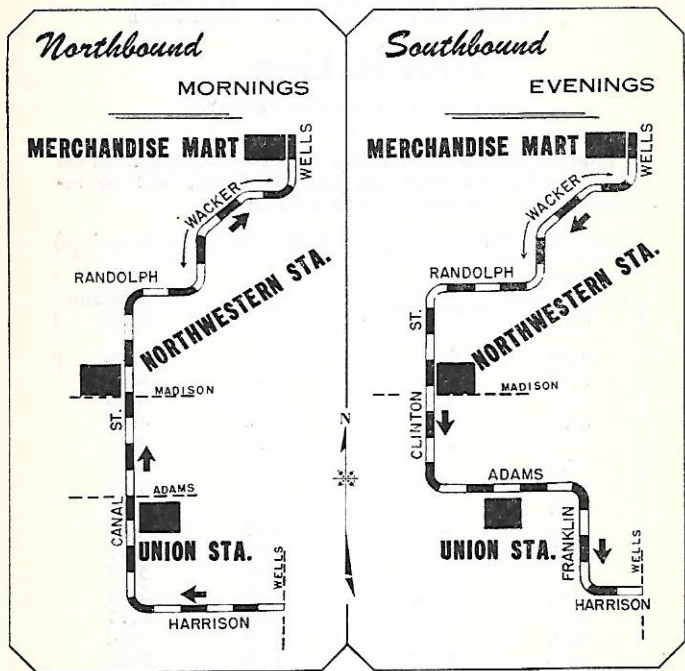 Northbound
MORNINGS
MERCHANDISE MART
WELLS
WACKER
RANDOLPH
NORTHWESTERN STA.
MADISON
ST.
ADAMS
CANAL
UNION STA.
WELLS
HARRISON
N
Southbound
EVENINGS
MERCHANDISE MART
WELLS
WACKER
RANDOLPH
ST.
NORTHWESTERN STA.
MADISON
CLINTON
ADAMS
UNION STA.
FRANKLIN
WELLS
HARRISON